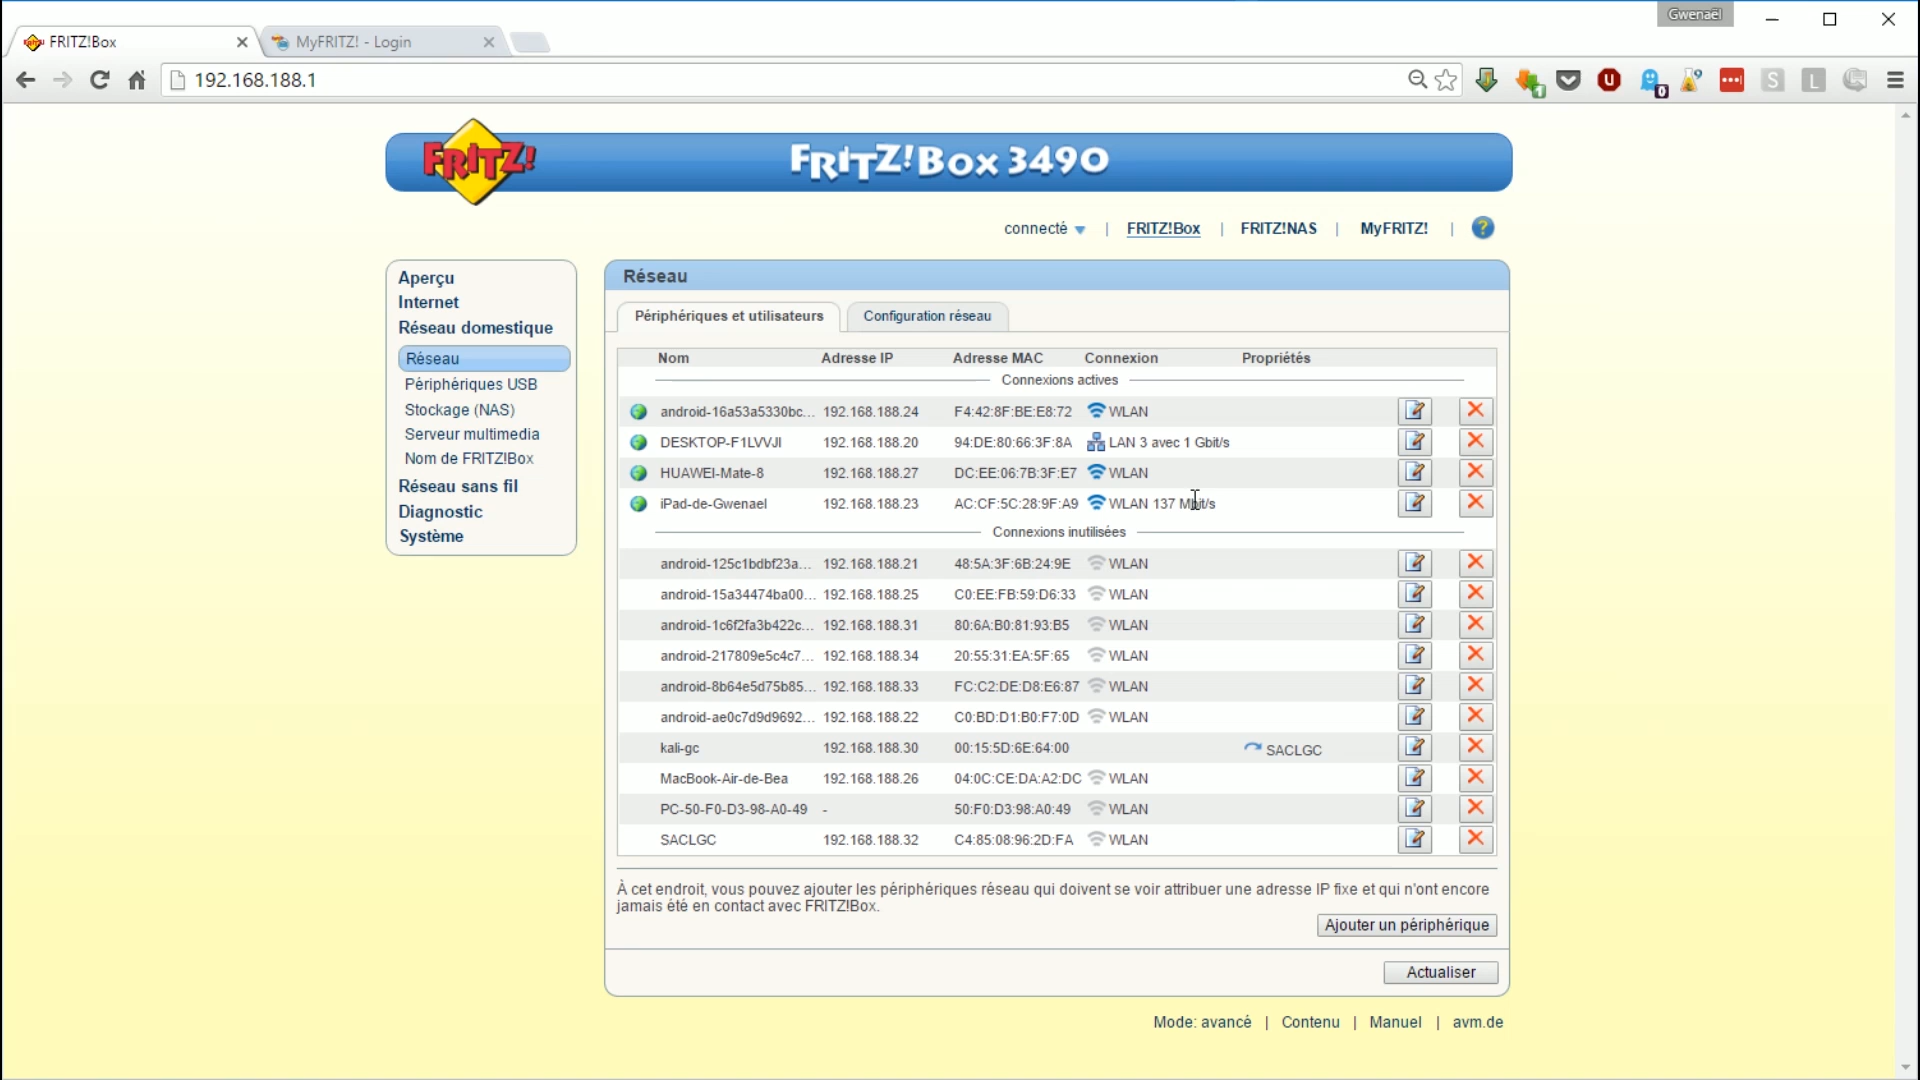 Gwenaël
FRITZ!Box
MyFRITZ! - Login
192.168.188.1
FRITZ!
FRITZ!Box 3490
connecté | FRITZ!Box | FRITZ!NAS | MyFRITZ! | ?
Aperçu
Internet
Réseau domestique
Réseau
Périphériques USB
Stockage (NAS)
Serveur multimedia
Nom de FRITZ!Box
Réseau sans fil
Diagnostic
Système
Réseau
Périphériques et utilisateurs Configuration réseau
Nom Adresse IP Adresse MAC Connexion Propriétés
Connexions actives
android-16a53a5330bc... 192.168.188.24 F4:42:8F:BE:E8:72 WLAN
DESKTOP-F1LVVJI 192.168.188.20 94:DE:80:66:3F:8A LAN 3 avec 1 Gbit/s
HUAWEI-Mate-8 192.168.188.27 DC:EE:06:7B:3F:E7 WLAN
iPad-de-Gwenael 192.168.188.23 AC:CF:5C:28:9F:A9 WLAN 137 Mbit/s
Connexions inutilisées
android-125c1bdbf23a... 192.168.188.21 48:5A:3F:6B:24:9E WLAN
android-15a34474ba00... 192.168.188.25 C0:EE:FB:59:D6:33 WLAN
android-1c6f2fa3b422c... 192.168.188.31 80:6A:B0:81:93:B5 WLAN
android-217809e5c4c7... 192.168.188.34 20:55:31:EA:5F:65 WLAN
android-8b64e5d75b85... 192.168.188.33 FC:C2:DE:D8:E6:87 WLAN
android-ae0c7d9d9692... 192.168.188.22 C0:BD:D1:B0:F7:0D WLAN
kali-gc 192.168.188.30 00:15:5D:6E:64:00 SACLGC
MacBook-Air-de-Bea 192.168.188.26 04:0C:CE:DA:A2:DC WLAN
PC-50-F0-D3-98-A0-49 - 50:F0:D3:98:A0:49 WLAN
SACLGC 192.168.188.32 C4:85:08:96:2D:FA WLAN
À cet endroit, vous pouvez ajouter les périphériques réseau qui doivent se voir attribuer une adresse IP fixe et qui n'ont encore
jamais été en contact avec FRITZ!Box.
Ajouter un périphérique
Actualiser
Mode: avancé | Contenu | Manuel | avm.de